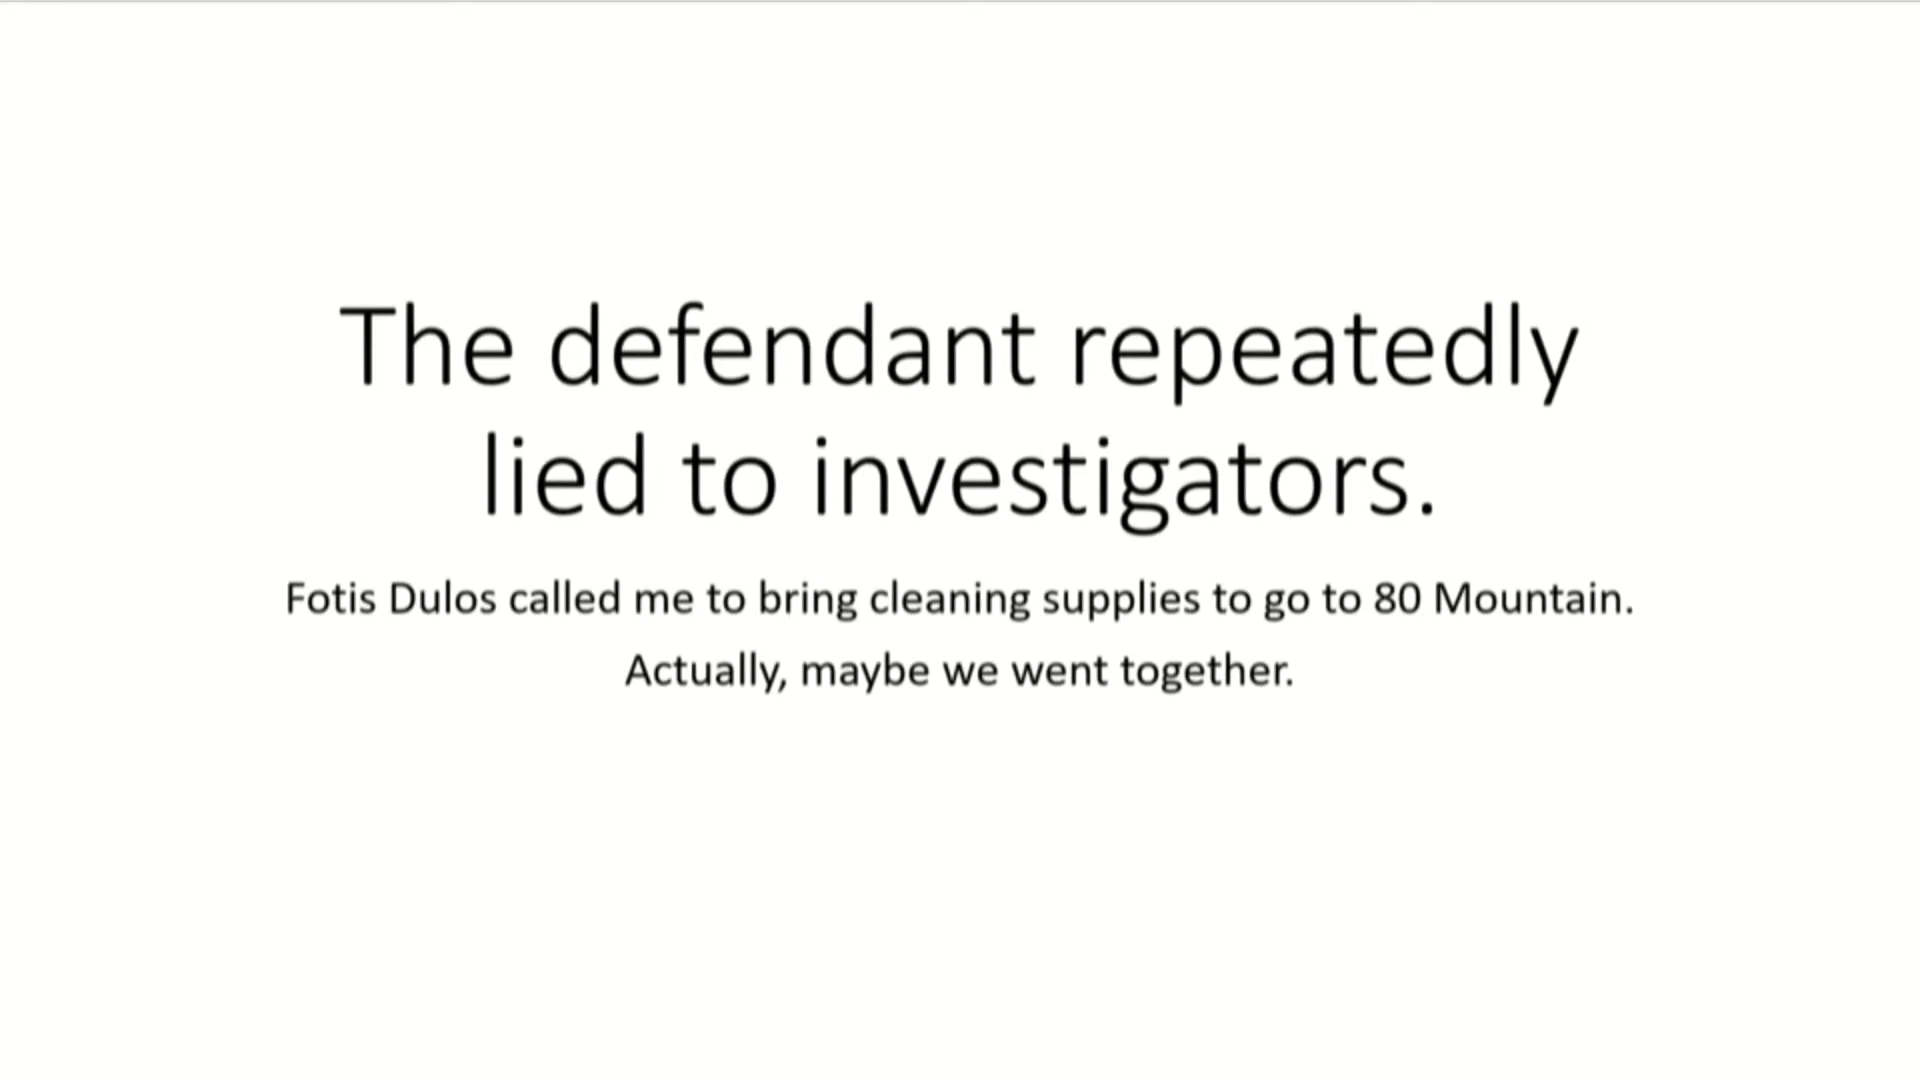 The defendant repeatedly
lied to investigators.
Fotis Dulos called me to bring cleaning supplies to go to 80 Mountain.
Actually, maybe we went together.